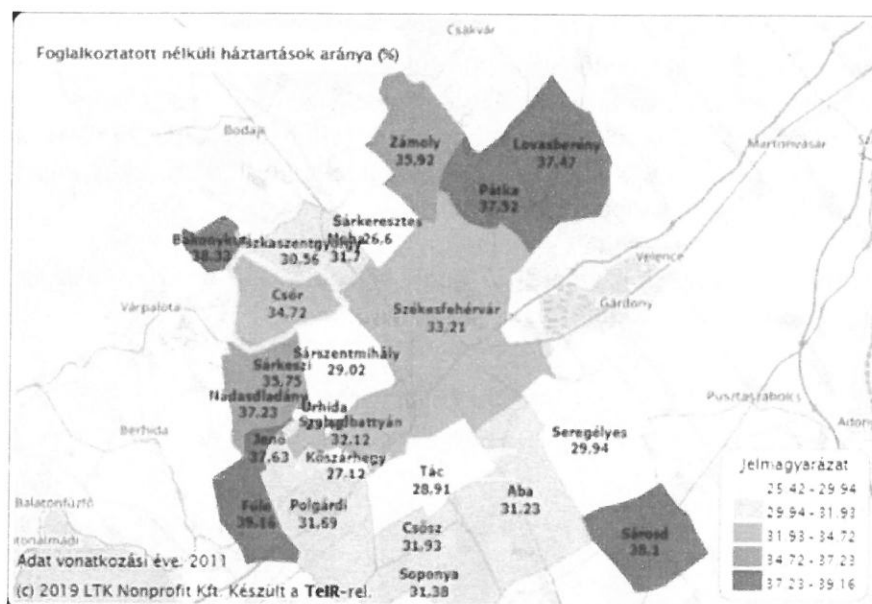 Csákvár
Foglalkoztatott nélküli háztartások aránya (%)
Bodajk
Zámoly
35,92
Lovasberény
37.47
Martonvásár
Pátka
37.52
Sárkeresztes
Moha 26.6
31.7
38.33
30.56
Velence
Csór
34.72
Székesfehérvár
33.21
Gárdony
Várpalota
Sárszentmihály
29.02
Sárkeszi
35.75
Nádasdladány
37.23
Úrhida
Pusztaszabolcs
Berhida
32.12
Seregélyes
29.94
Jenő
37.63
Kőszárhegy
27.12
Tác
28.91
Aba
31.23
Balatonfűzfő
Füle
39.16
Polgárdi
31.69
Csősz
31.93
Sárosd
38.1
Soponya
31.38
Jelmagyarázat
25.42 - 29.94
29.94 - 31.93
31.93 - 34.72
34.72 - 37.23
37.23 - 39.16
Adat vonatkozási éve: 2011
(c) 2019 LTK Nonprofit Kft. Készült a TeIR-rel.